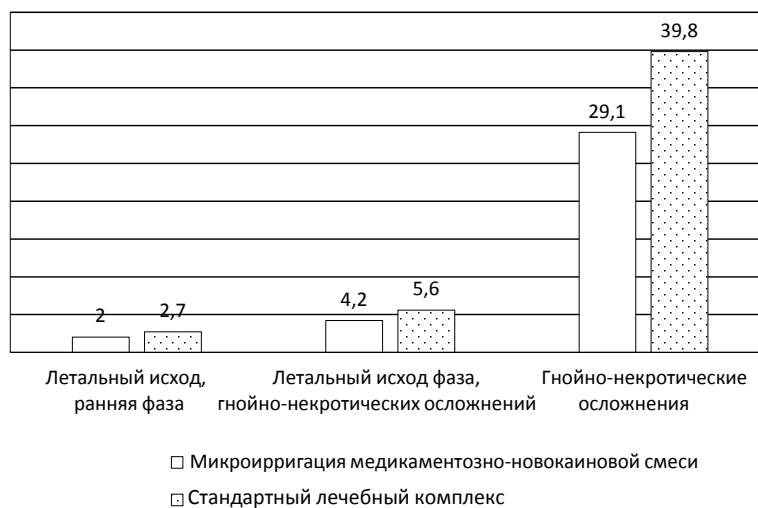 39,8
29,1
2
2,7
4,2
5,6
Летальный исход,
ранняя фаза
Летальный исход фаза,
гнойно-некротических осложнений
Гнойно-некротические
осложнения
Микроирригация медикаментозно-новокаиновой смеси
Стандартный лечебный комплекс